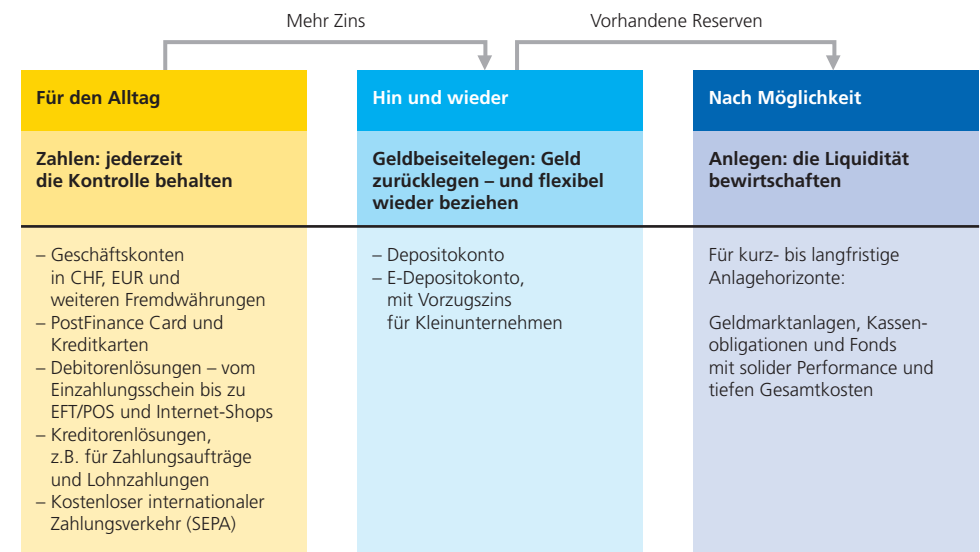 Mehr Zins
Vorhandene Reserven
Für den Alltag
Zahlen: jederzeit
die Kontrolle behalten
– Geschäftskonten
in CHF, EUR und
weiteren Fremdwährungen
– PostFinance Card und
Kreditkarten
– Debitorenlösungen – vom
Einzahlungsschein bis zu
EFT/POS und Internet-Shops
– Kreditorenlösungen,
z.B. für Zahlungsaufträge
und Lohnzahlungen
– Kostenloser internationaler
Zahlungsverkehr (SEPA)
Hin und wieder
Geldbeiseitelegen: Geld
zurücklegen – und flexibel
wieder beziehen
– Depositokonto
– E-Depositokonto,
mit Vorzugszins
für Kleinunternehmen
Nach Möglichkeit
Anlegen: die Liquidität
bewirtschaften
Für kurz- bis langfristige
Anlagehorizonte:
Geldmarktanlagen, Kassen-
obligationen und Fonds
mit solider Performance und
tiefen Gesamtkosten